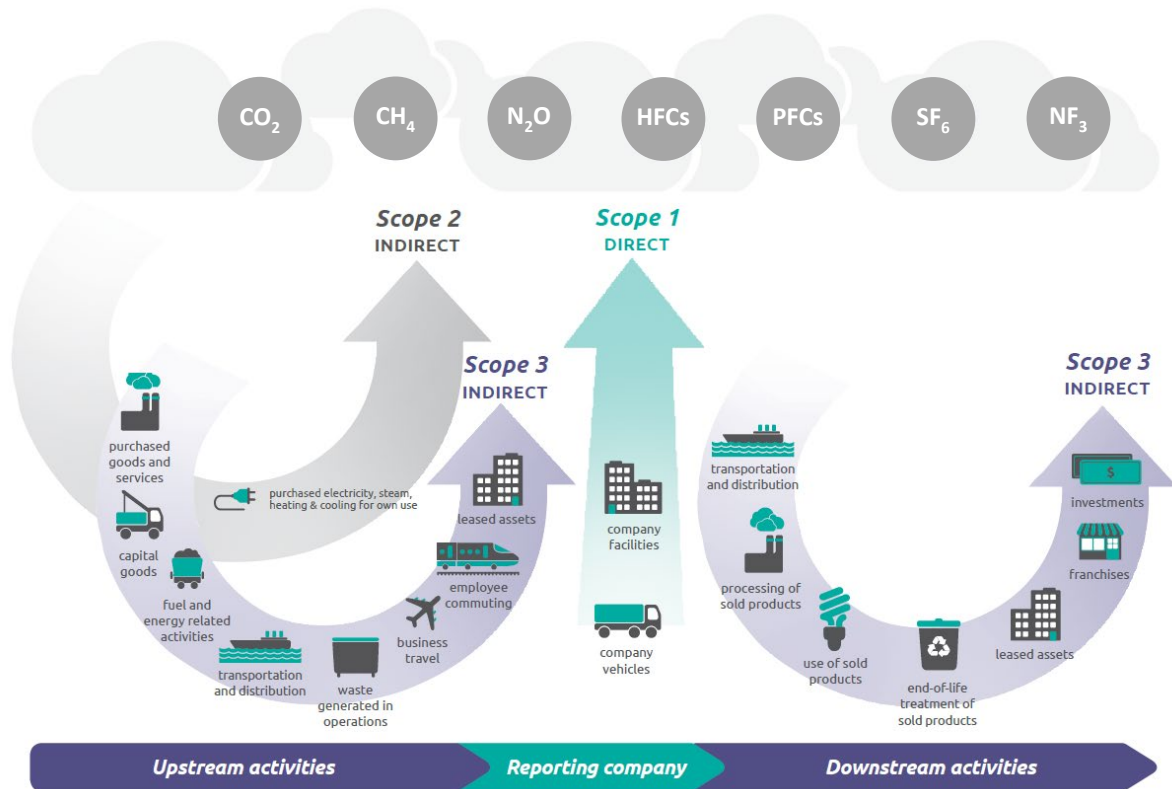 CO₂ CH₄ N₂O HFCs PFCs SF₆ NF₃
Scope 2
INDIRECT
Scope 1
DIRECT
Scope 3
INDIRECT
Scope 3
INDIRECT
purchased
goods and
services
capital
goods
fuel and
energy related
activities
purchased electricity, steam,
heating & cooling for own use
transportation
and distribution
waste
generated in
operations
business
travel
employee
commuting
leased assets
company
facilities
company
vehicles
transportation
and distribution
processing of
sold products
use of sold
products
end-of-life
treatment of
sold products
leased assets
franchises
$
investments
Upstream activities
Reporting company
Downstream activities